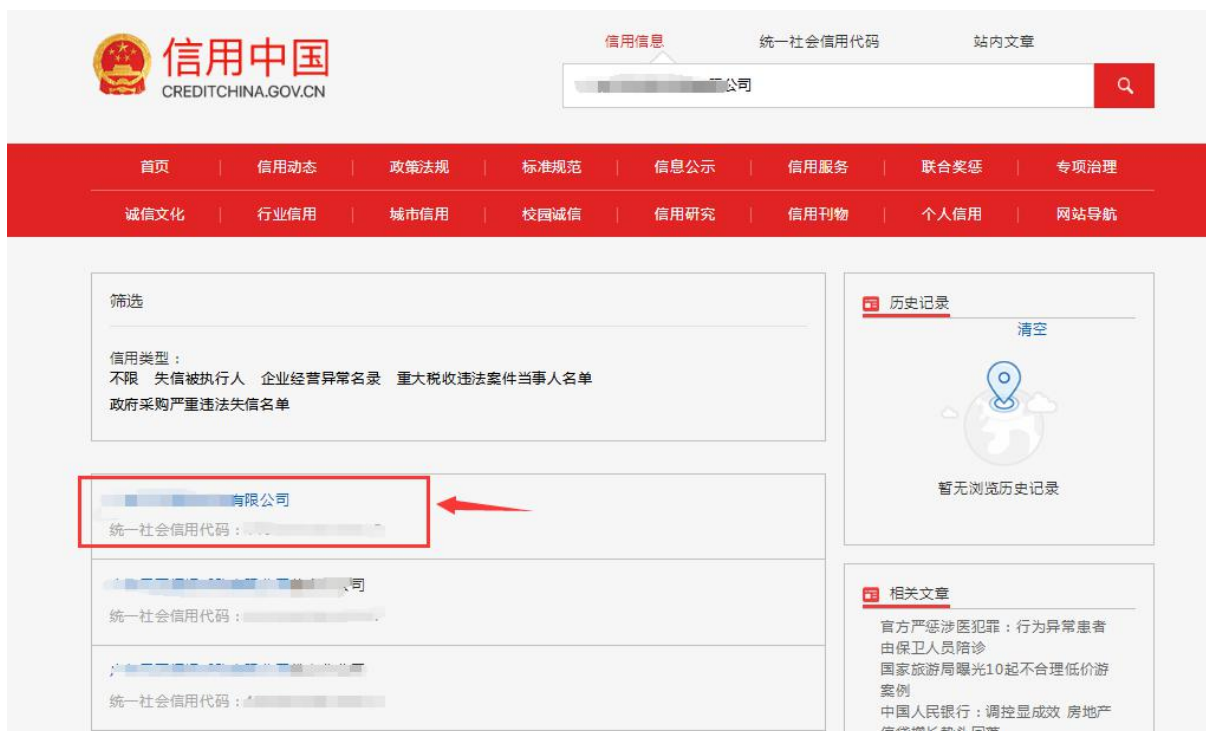 信用中国
CREDITCHINA.GOV.CN
信用信息 统一社会信用代码 站内文章
公司
首页 信用动态 政策法规 标准规范 信息公示 信用服务 联合奖惩 专项治理
诚信文化 行业信用 城市信用 校园诚信 信用研究 信用刊物 个人信用 网站导航
筛选
信用类型：
不限 失信被执行人 企业经营异常名录 重大税收违法案件当事人名单
政府采购严重违法失信名单
有限公司
统一社会信用代码：
司
统一社会信用代码：
统一社会信用代码：
历史记录
清空
暂无浏览历史记录
相关文章
官方严惩涉医犯罪：行为异常患者
由保卫人员陪诊
国家旅游局曝光10起不合理低价游
案例
中国人民银行：调控显成效 房地产